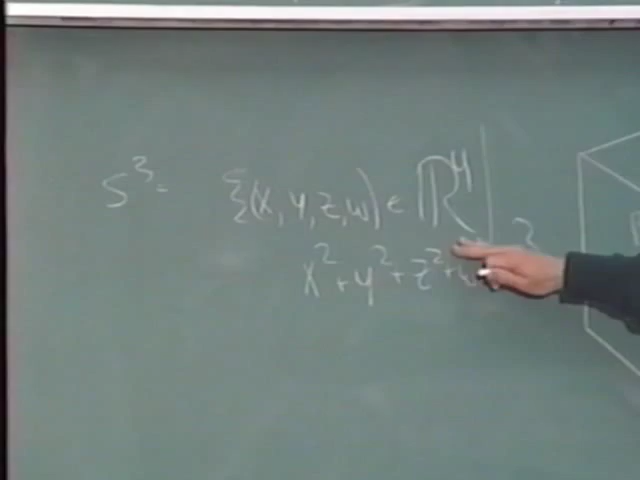 S³ = {(x, y, z, w) ∈ ℝ⁴ |
x² + y² + z² + w